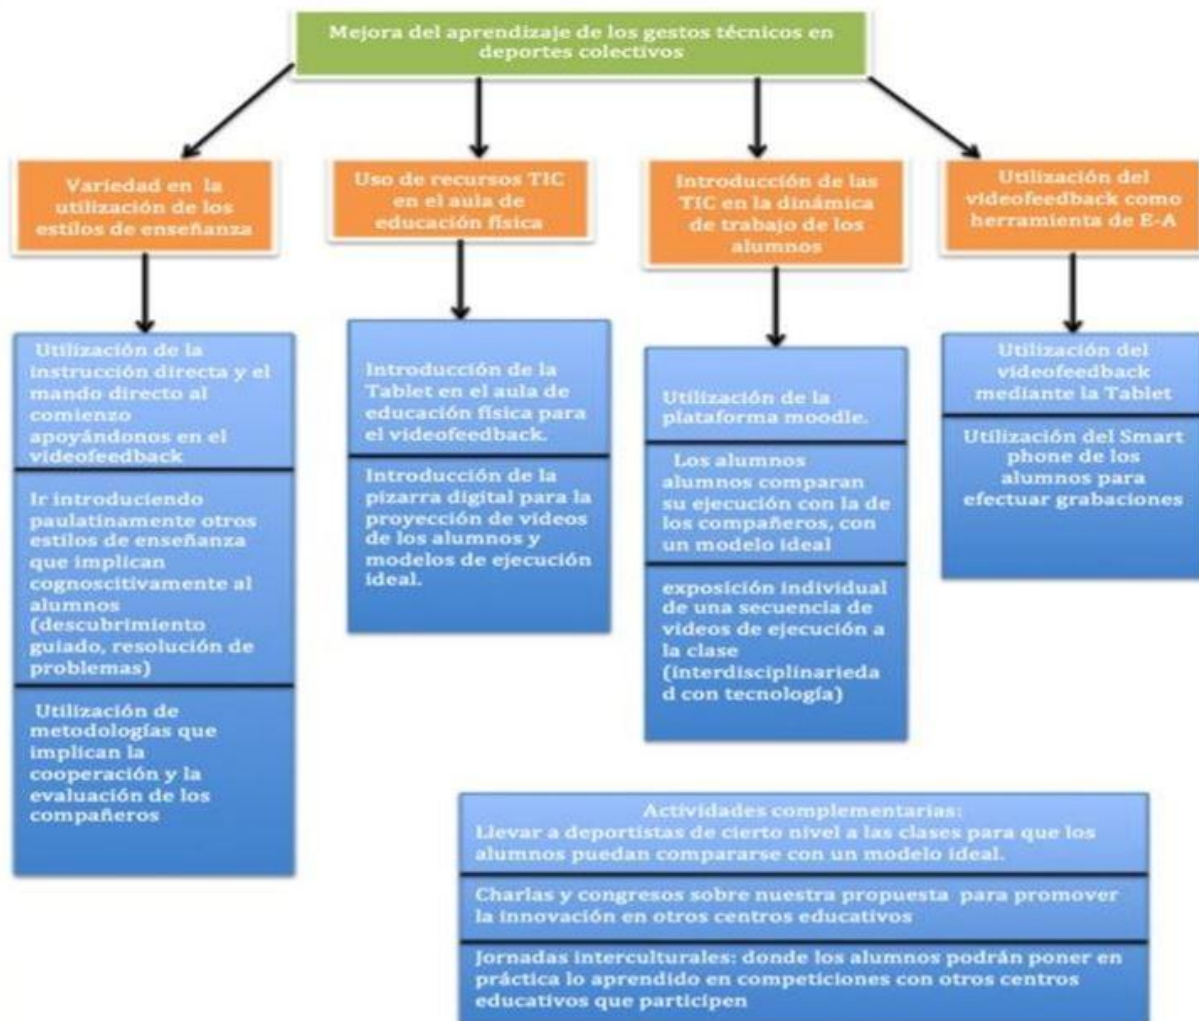 Mejora del aprendizaje de los gestos técnicos en
deportes colectivos
Variedad en la
utilización de los
estilos de enseñanza
Uso de recursos TIC
en el aula de
educación física
Introducción de las
TIC en la dinámica
de trabajo de los
alumnos
Utilización del
videofeedback como
herramienta de E-A
Utilización de la
instrucción directa y el
mando directo al
comienzo
apoyándonos en el
videofeedback
Ir introduciendo
paulatinamente otros
estilos de enseñanza
que implican
cognoscitivamente al
alumnos
(descubrimiento
guiado, resolución de
problemas)
Utilización de
metodologías que
implican la
cooperación y la
evaluación de los
compañeros
Introducción de la
Tablet en el aula de
educación física para
el videofeedback.
Introducción de la
pizarra digital para la
proyección de videos
de los alumnos y
modelos de ejecución
ideal.
Utilización de la
plataforma moodle.
Los alumnos
alumnos comparan
su ejecución con la de
los compañeros, con
un modelo ideal
exposición individual
de una secuencia de
videos de ejecución a
la clase
(interdisciplinarieda
d con tecnología)
Utilización del
videofeedback
mediante la Tablet
Utilización del Smart
phone de los
alumnos para
efectuar grabaciones
Actividades complementarias:
Llevar a deportistas de cierto nivel a las clases para que los
alumnos puedan compararse con un modelo ideal.
Charlas y congresos sobre nuestra propuesta para promover
la innovación en otros centros educativos
Jornadas interculturales: donde los alumnos podrán poner en
práctica lo aprendido en competiciones con otros centros
educativos que participen